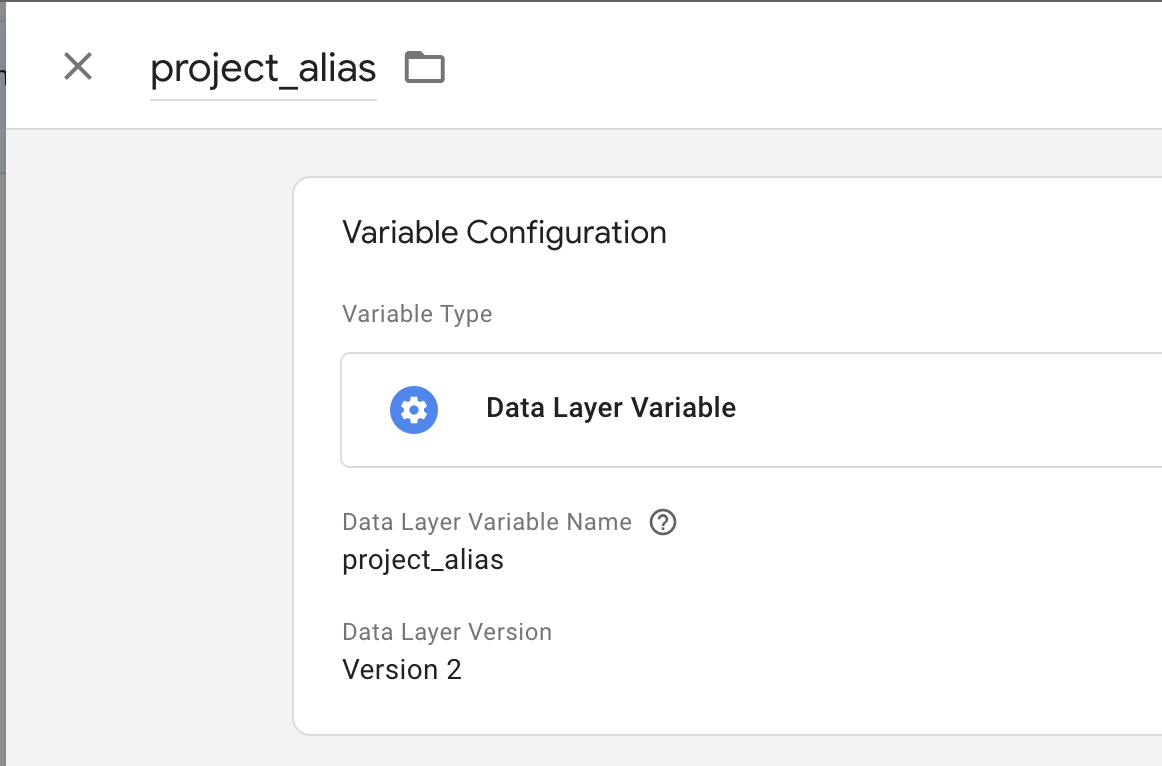 project_alias
Variable Configuration
Variable Type
Data Layer Variable
Data Layer Variable Name
project_alias
Data Layer Version
Version 2